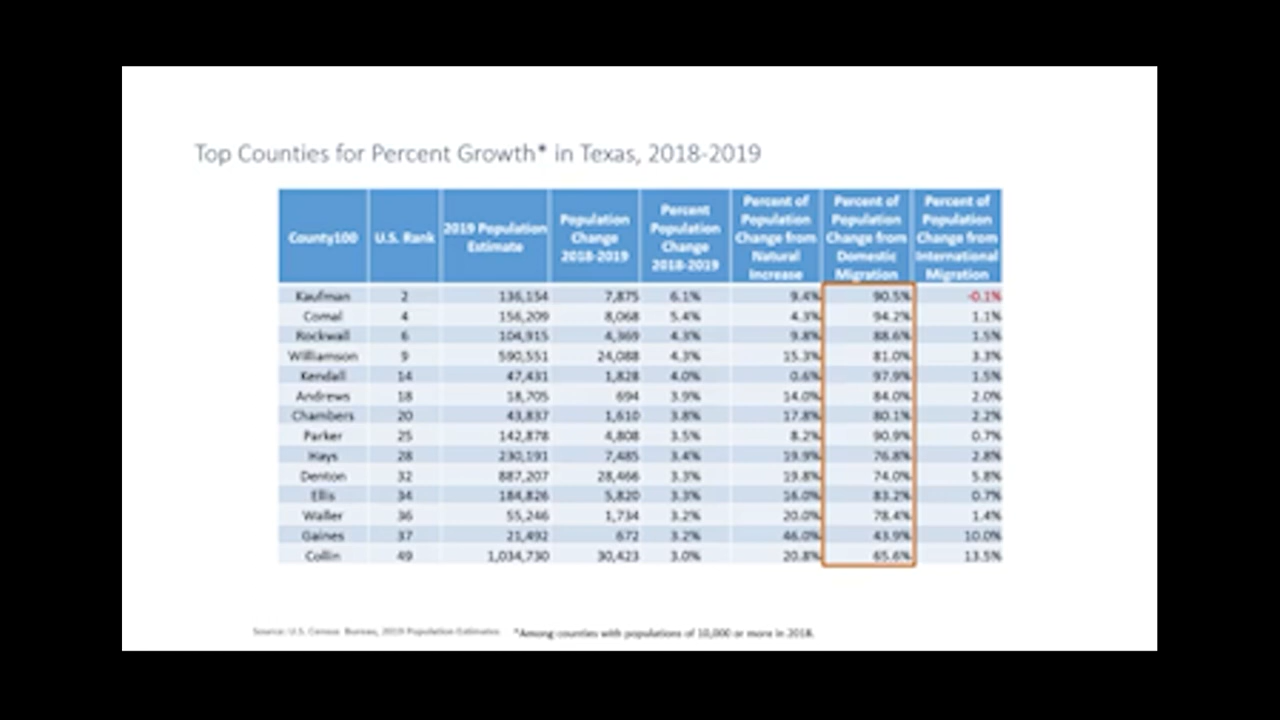 Top Counties for Percent Growth* in Texas, 2018-2019
County100 U.S. Rank 2019 Population Estimate Population Change 2018-2019 Percent Population Change 2018-2019 Percent of Population Change from Natural Increase Percent of Population Change from Domestic Migration Percent of Population Change from International Migration
Kaufman 2 136,154 7,875 6.1% 9.4% 90.5% -0.1%
Comal 4 156,209 8,068 5.4% 4.3% 94.2% 1.1%
Rockwall 6 104,915 4,369 4.3% 9.8% 88.6% 1.5%
Williamson 9 590,551 24,088 4.3% 15.3% 81.0% 3.3%
Kendall 14 47,431 1,828 4.0% 0.6% 97.9% 1.5%
Andrews 18 18,705 694 3.9% 14.0% 84.0% 2.0%
Chambers 20 43,837 1,610 3.8% 17.8% 80.1% 2.2%
Parker 25 142,878 4,808 3.5% 8.2% 90.9% 0.7%
Hays 28 230,191 7,485 3.4% 19.9% 76.8% 2.8%
Denton 32 887,207 28,466 3.3% 19.8% 74.0% 5.8%
Ellis 34 184,826 5,820 3.3% 16.0% 83.2% 0.7%
Waller 36 55,246 1,734 3.2% 20.0% 78.4% 1.4%
Gaines 37 21,492 672 3.2% 46.0% 43.9% 10.0%
Collin 49 1,034,730 30,423 3.0% 20.8% 65.6% 13.5%
Source: U.S. Census Bureau, 2019 Population Estimates *Among counties with populations of 10,000 or more in 2018.